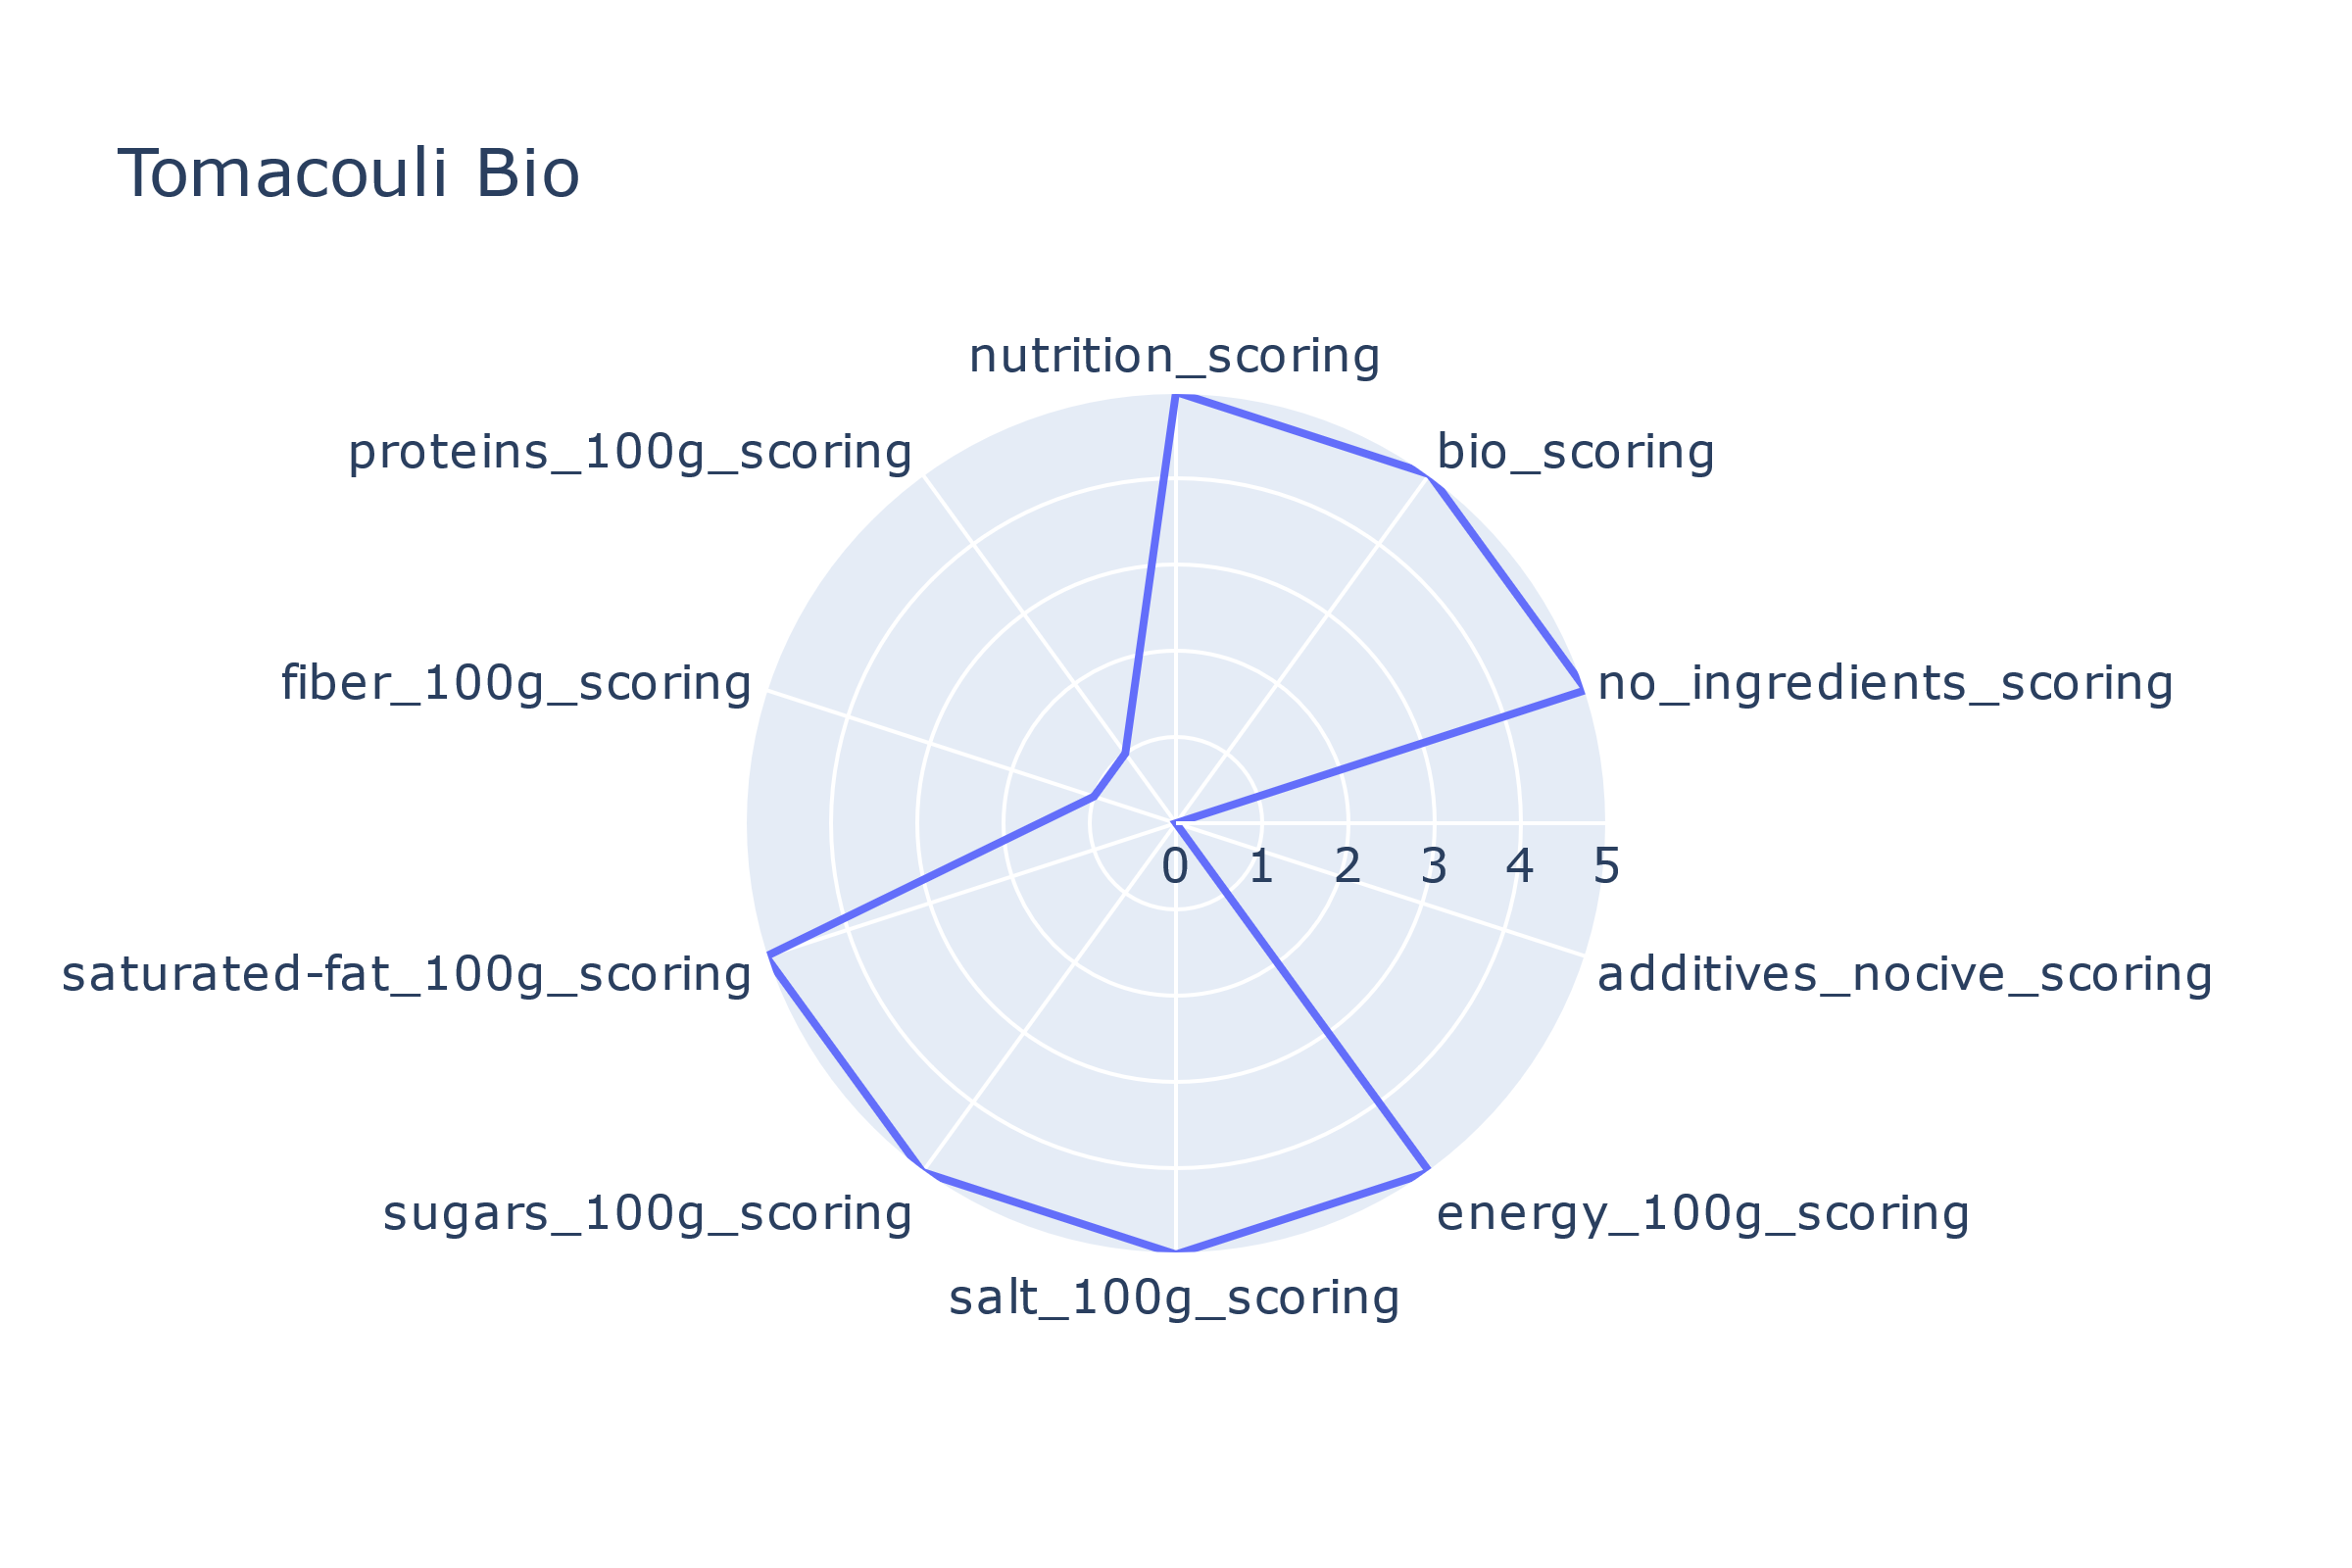 Tomacouli Bio
nutrition_scoring
proteins_100g_scoring
bio_scoring
fiber_100g_scoring
no_ingredients_scoring
0 1 2 3 4 5
saturated-fat_100g_scoring
additives_nocive_scoring
sugars_100g_scoring
energy_100g_scoring
salt_100g_scoring